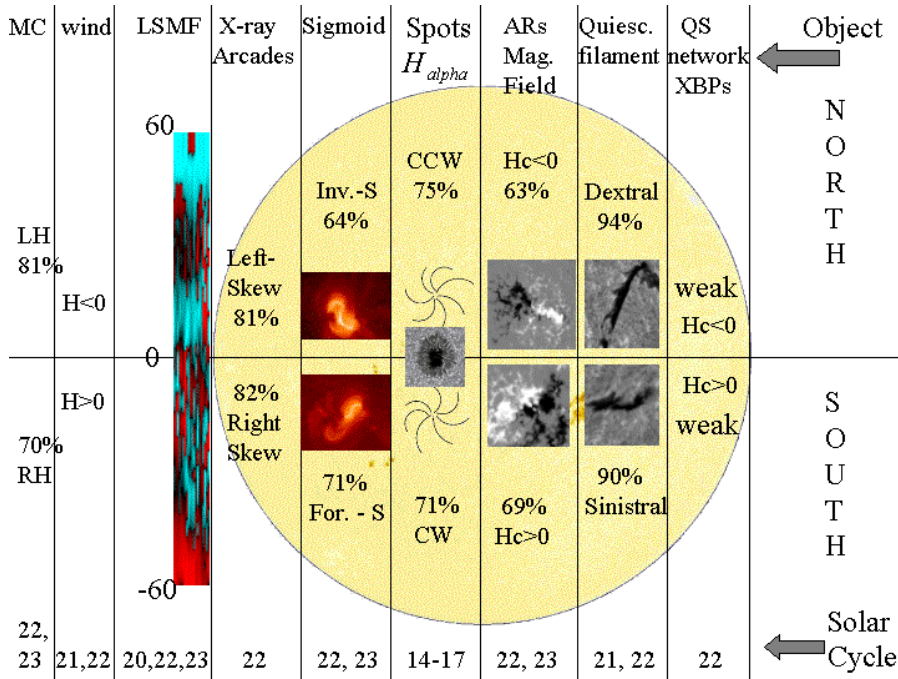 MC
wind
LSMF
X-ray
Arcades
Sigmoid
Spots
H alpha
ARs
Mag.
Field
Quiesc.
filament
QS
network
XBPs
Object
60
0
-60
LH
81%
H<0
Left-
Skew
81%
Inv.-S
64%
CCW
75%
Hc<0
63%
Dextral
94%
weak
Hc<0
N
O
R
T
H
70%
RH
H>0
82%
Right
Skew
71%
For. - S
71%
CW
69%
Hc>0
90%
Sinistral
Hc>0
weak
S
O
U
T
H
22,
23
21,22
20,22,23
22
22, 23
14-17
22, 23
21, 22
22
Solar
Cycle